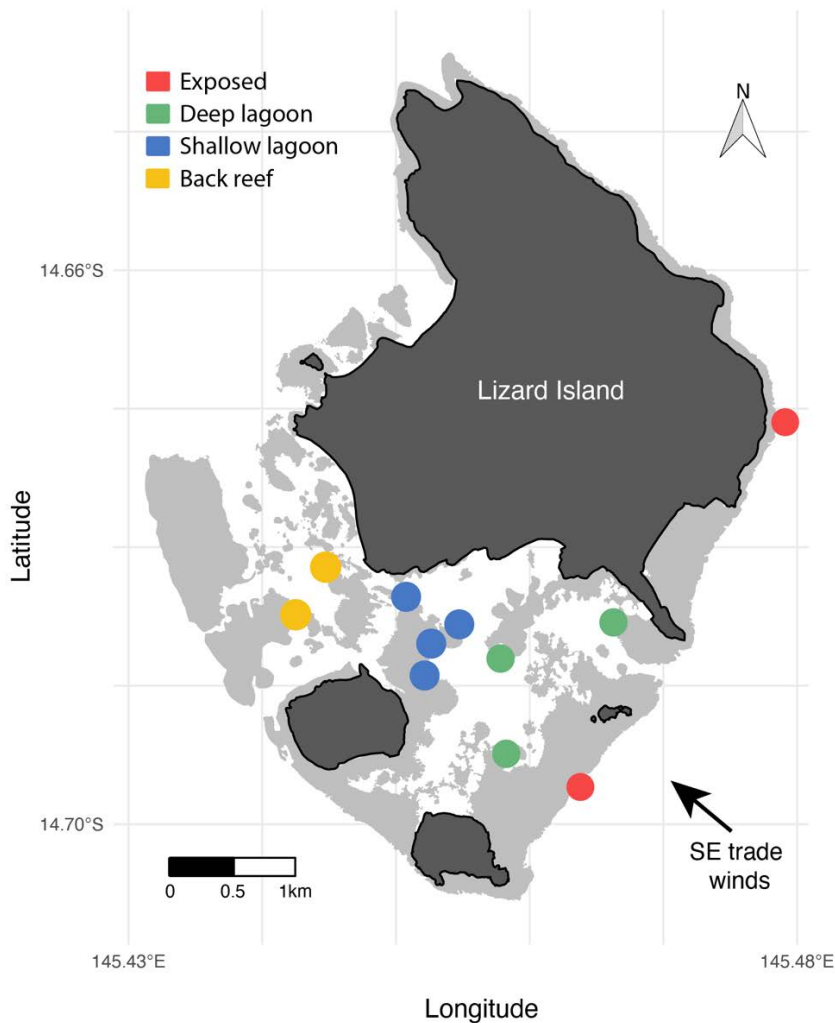 Exposed
Deep lagoon
Shallow lagoon
Back reef
N
14.66°S
Lizard Island
Latitude
14.70°S
SE trade
winds
0 0.5 1km
145.43°E 145.48°E
Longitude